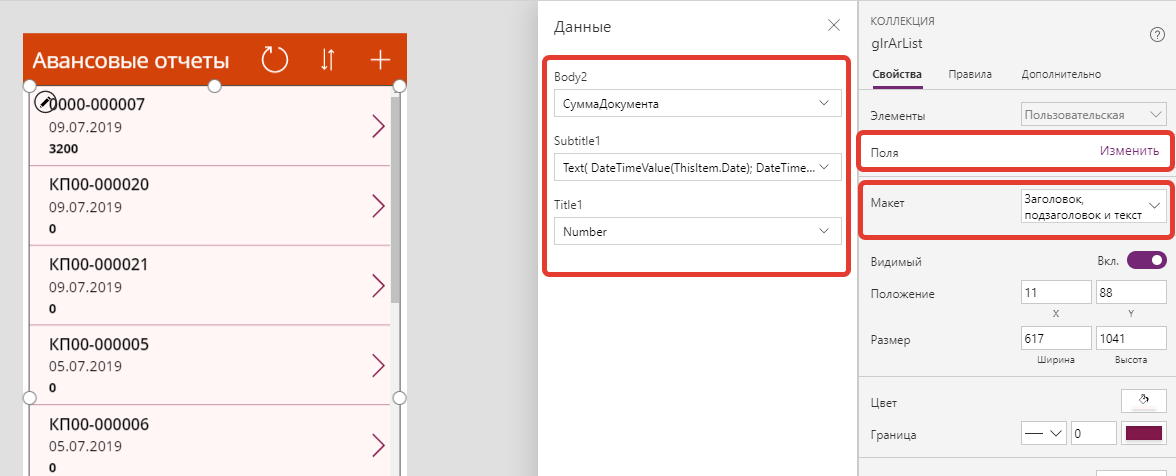 Авансовые отчеты
0000-000007
09.07.2019
3200
КП00-000020
09.07.2019
0
КП00-000021
09.07.2019
0
КП00-000005
05.07.2019
0
КП00-000006
05.07.2019
0
Данные
Body2
СуммаДокумента
Subtitle1
Text( DateTimeValue(ThisItem.Date); DateTime...
Title1
Number
КОЛЛЕКЦИЯ
glrArList
Свойства Правила Дополнительно
Элементы Пользовательская
Поля Изменить
Макет Заголовок,
подзаголовок и текст
Видимый Вкл.
Положение 11 88
X Y
Размер 617 1041
Ширина Высота
Цвет
Граница 0